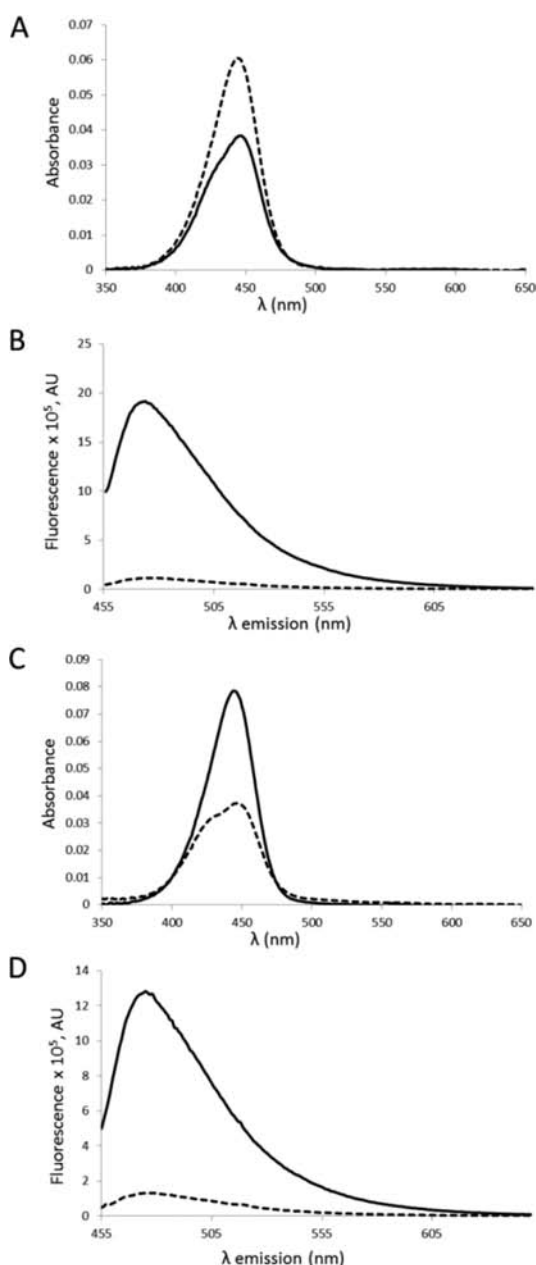 A
Absorbance
0.07
0.06
0.05
0.04
0.03
0.02
0.01
0
350 400 450 500 550 600 650
λ (nm)
B
Fluorescence x 10⁵, AU
25
20
15
10
5
0
455 505 555 605
λ emission (nm)
C
Absorbance
0.09
0.08
0.07
0.06
0.05
0.04
0.03
0.02
0.01
0
350 400 450 500 550 600 650
λ (nm)
D
Fluorescence x 10⁵, AU
14
12
10
8
6
4
2
0
455 505 555 605
λ emission (nm)